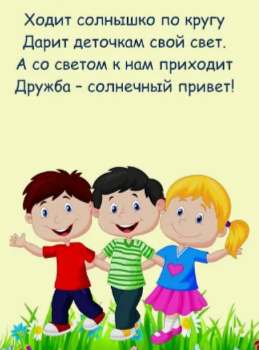 Ходит солнышко по кругу
Дарит деточкам свой свет.
А со светом к нам приходит
Дружба – солнечный привет!